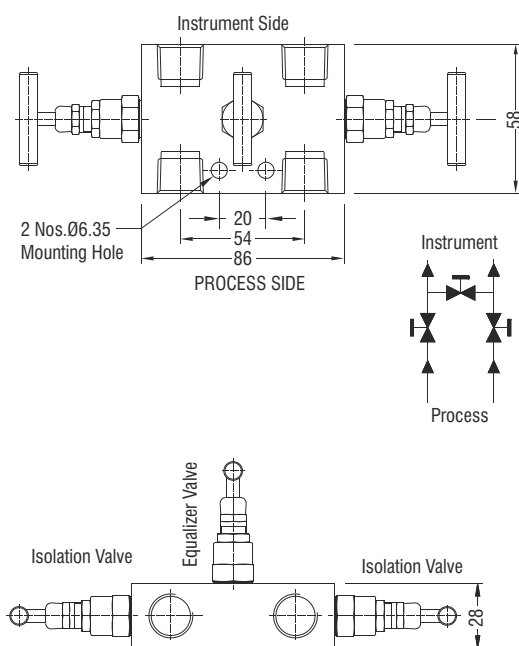 Instrument Side
58
2 Nos.Ø6.35
Mounting Hole
20
54
86
PROCESS SIDE
Instrument
Process
Equalizer Valve
Isolation Valve
Isolation Valve
28